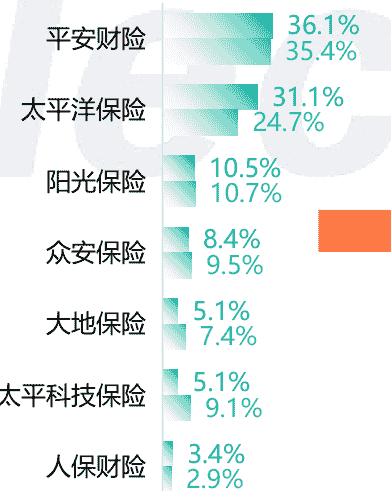 平安财险
36.1%
35.4%
太平洋保险
31.1%
24.7%
阳光保险
10.5%
10.7%
众安保险
8.4%
9.5%
大地保险
5.1%
7.4%
太平科技保险
5.1%
9.1%
人保财险
3.4%
2.9%